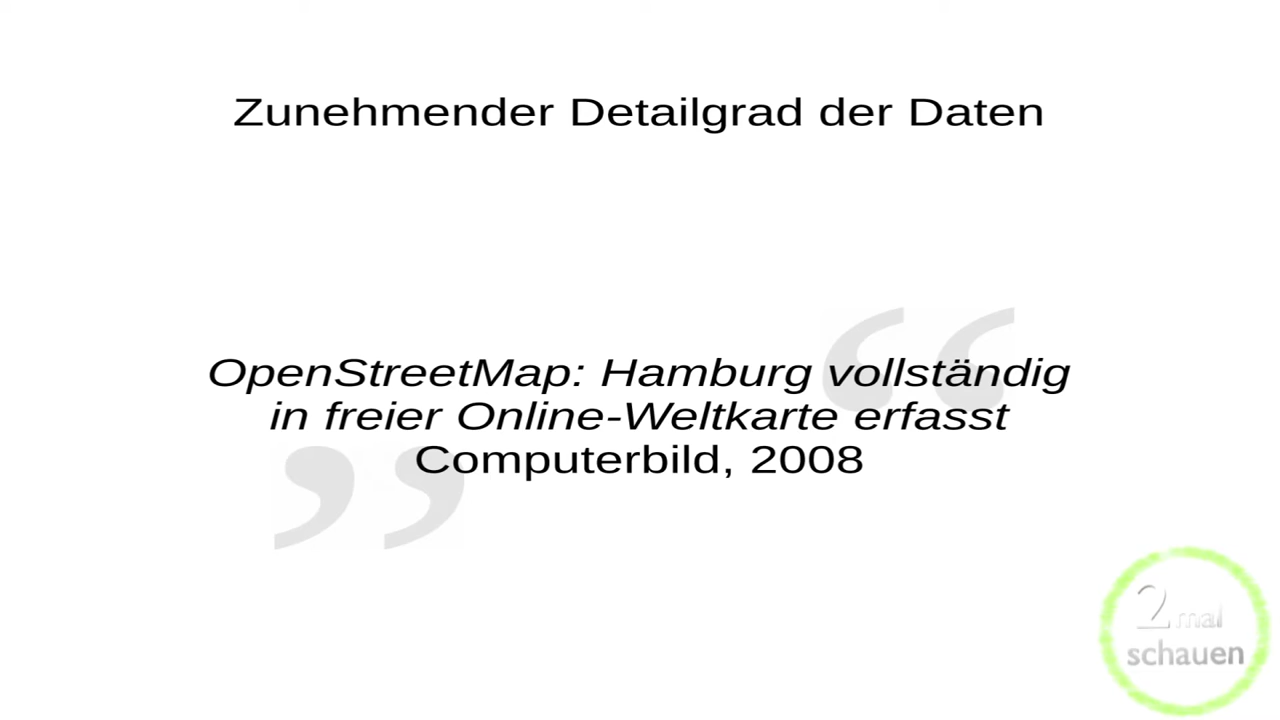 Zunehmender Detailgrad der Daten
OpenStreetMap: Hamburg vollständig
in freier Online-Weltkarte erfasst
Computerbild, 2008
2 mal
schauen